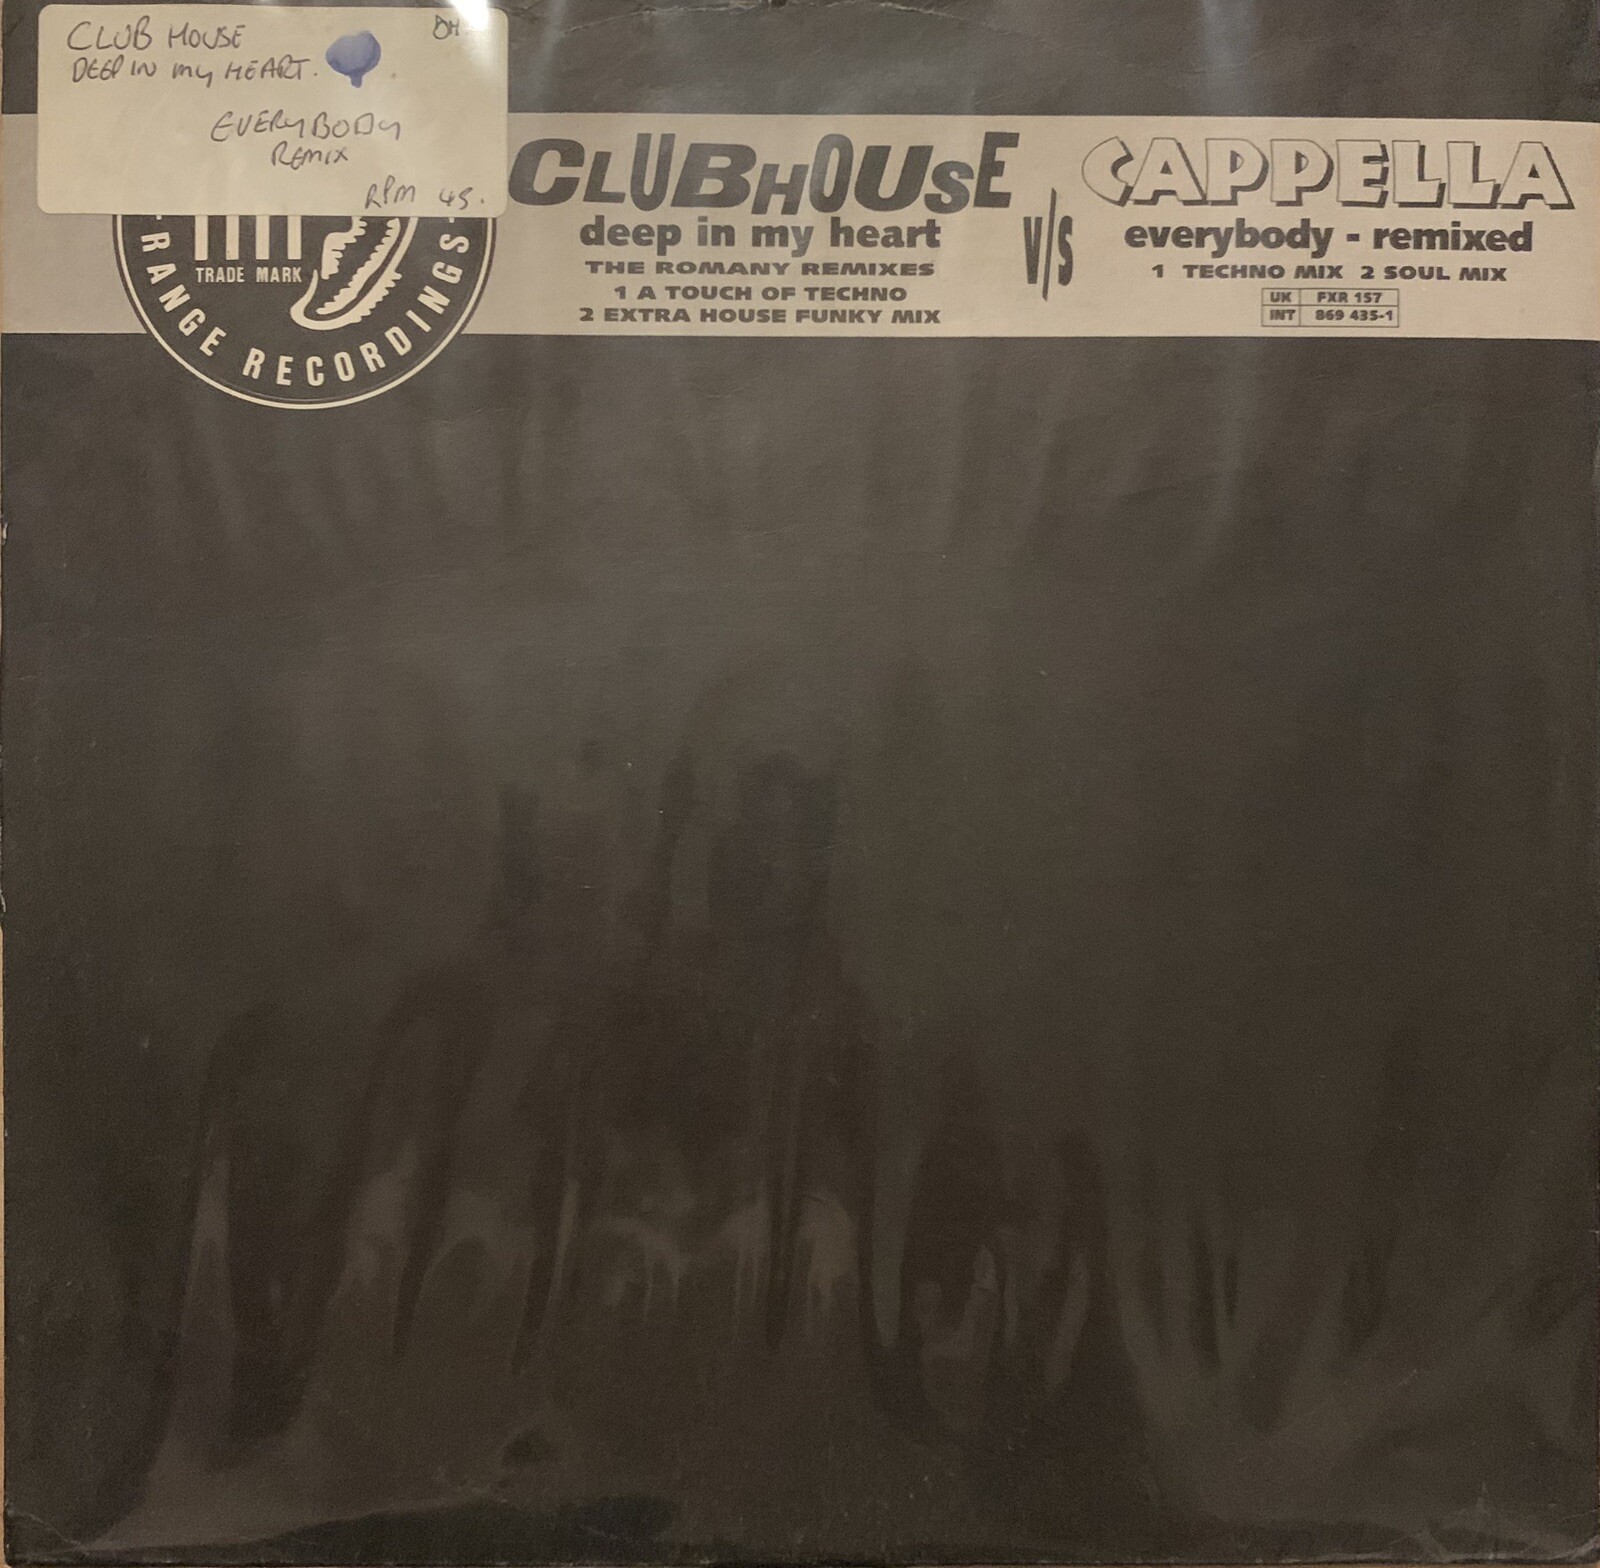 CLUB HOUSE
DEEP IN my HEART.
EVERYBODY
REMIX
RPM 45.
TRADE MARK
RANGE RECORDINGS
CLUBHOUSE
deep in my heart
THE ROMANY REMIXES
1 A TOUCH OF TECHNO
2 EXTRA HOUSE FUNKY MIX
V/S
CAPPELLA
everybody - remixed
1 TECHNO MIX 2 SOUL MIX
UK FXR 157
INT 869 435-1